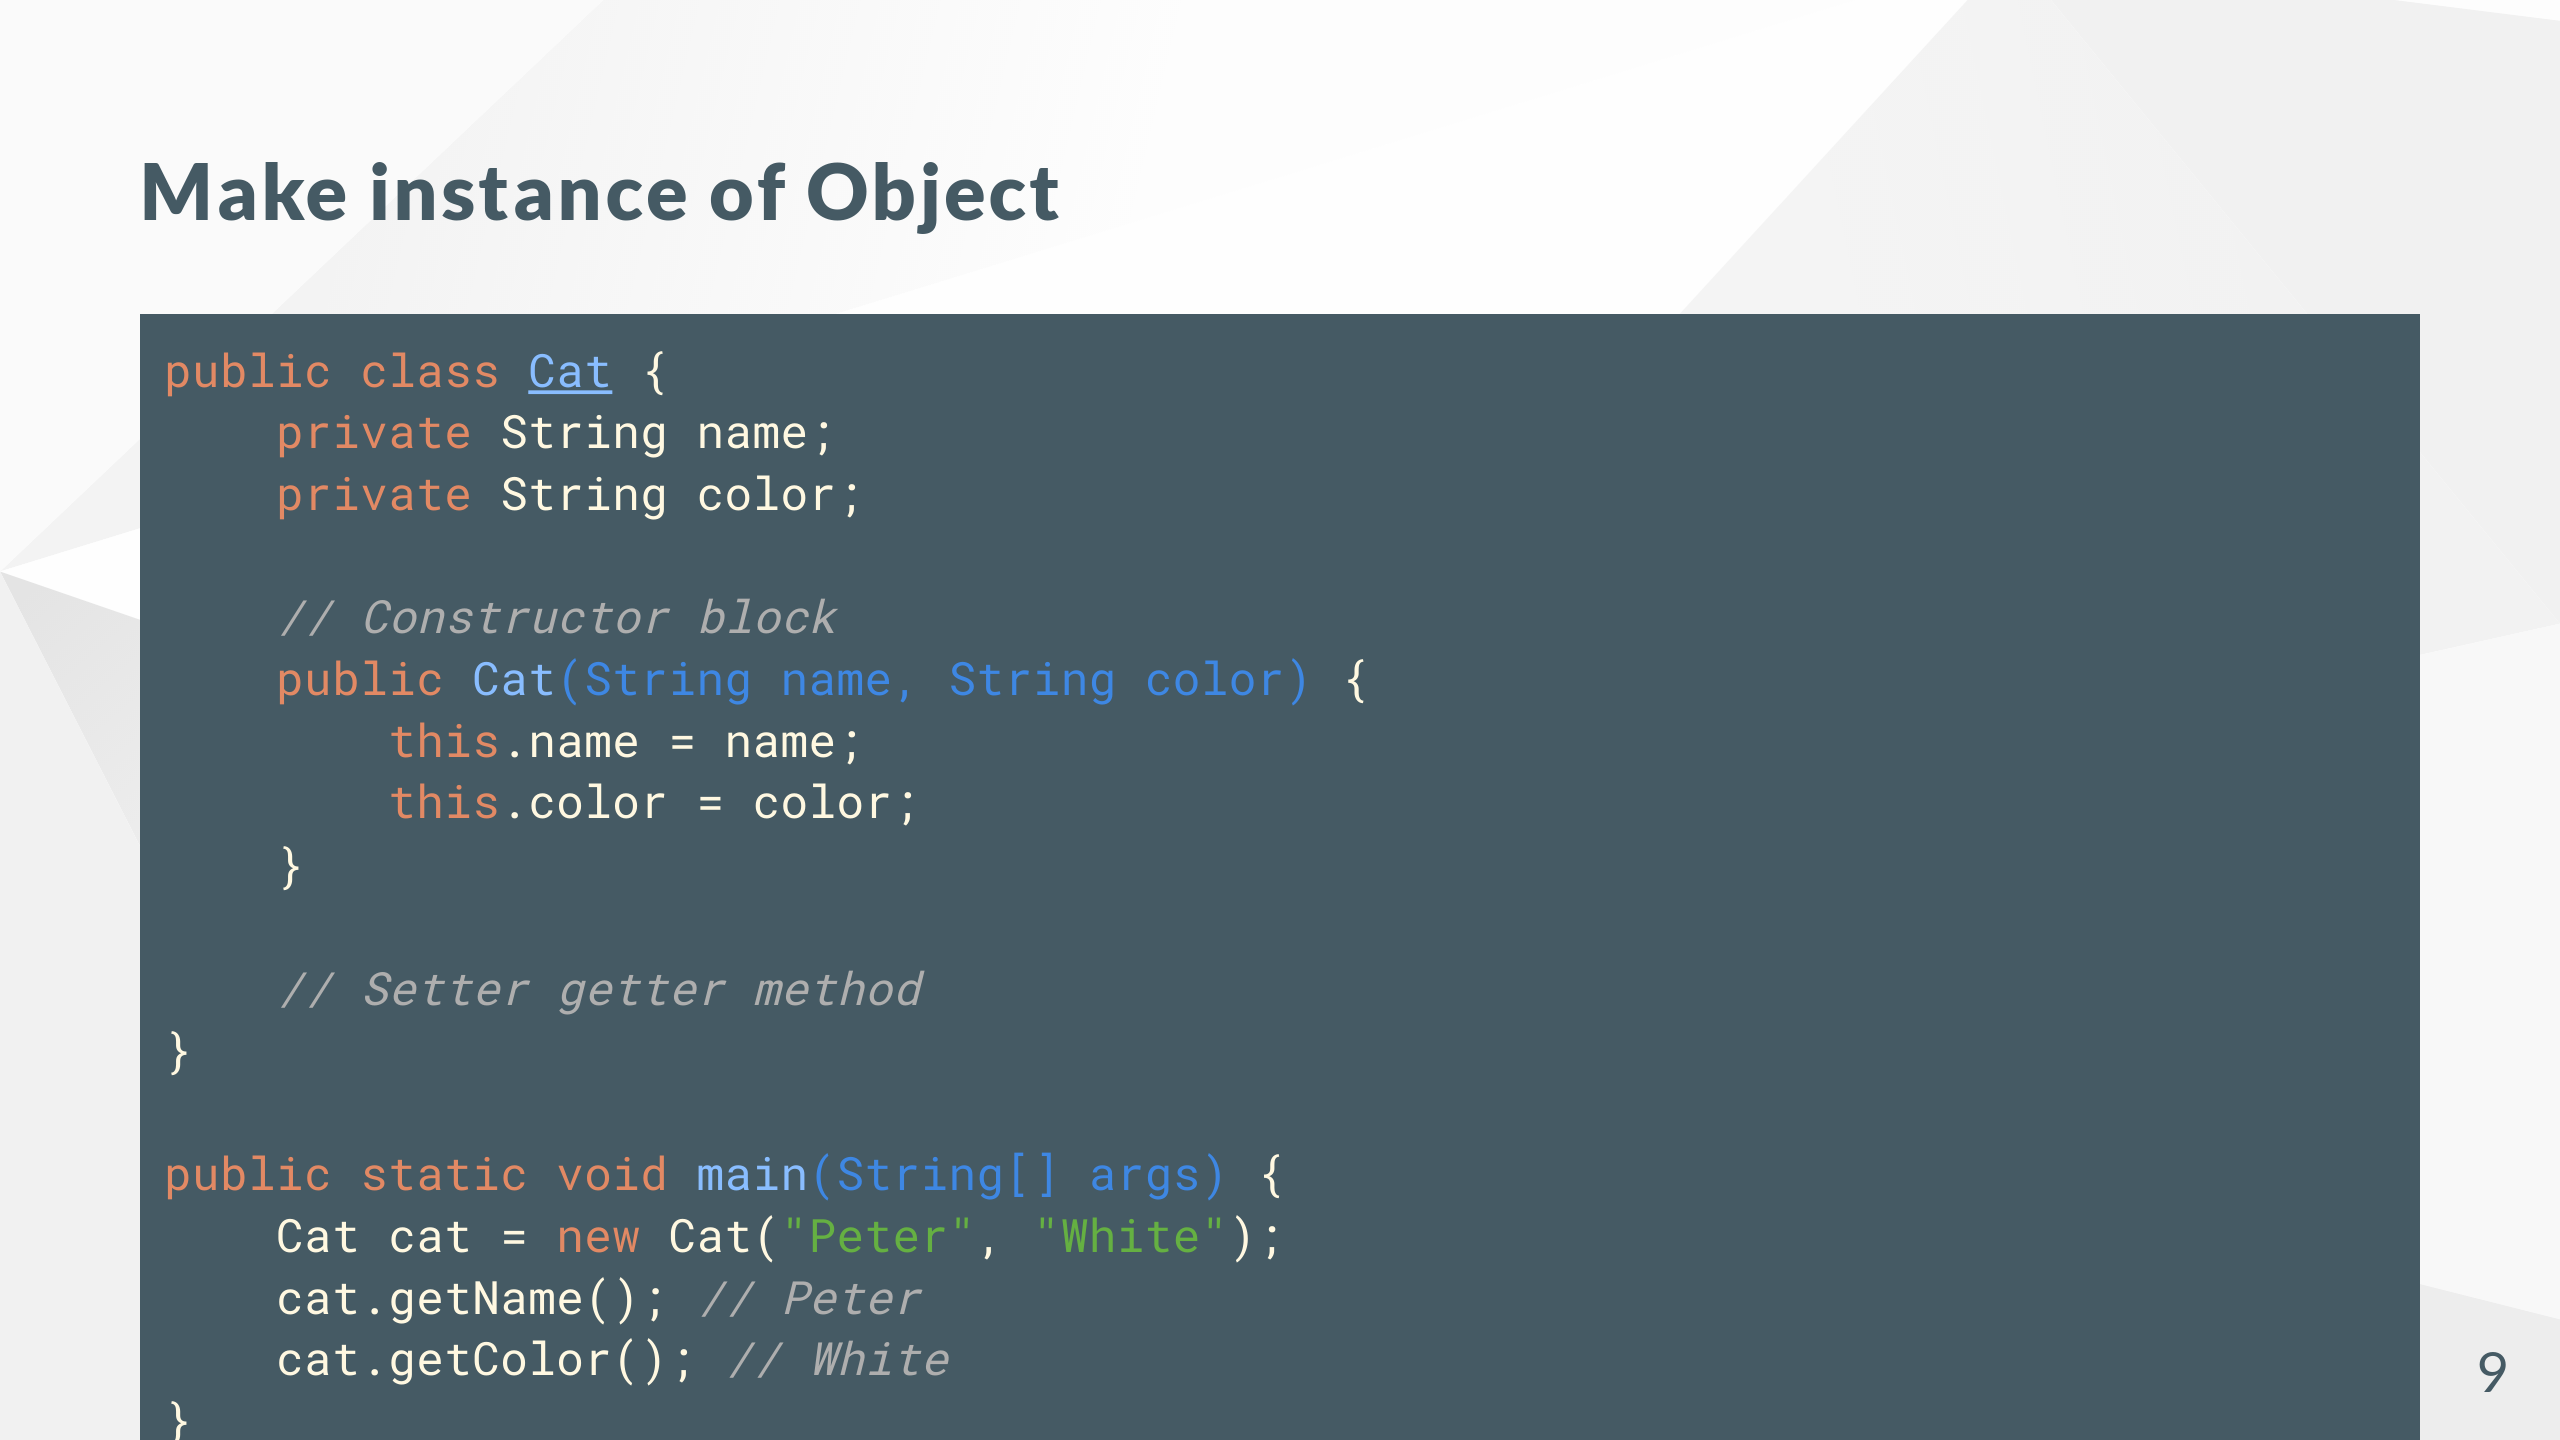 Make instance of Object
public class Cat {
    private String name;
    private String color;

    // Constructor block
    public Cat(String name, String color) {
        this.name = name;
        this.color = color;
    }

    // Setter getter method
}

public static void main(String[] args) {
    Cat cat = new Cat("Peter", "White");
    cat.getName(); // Peter
    cat.getColor(); // White
}
9